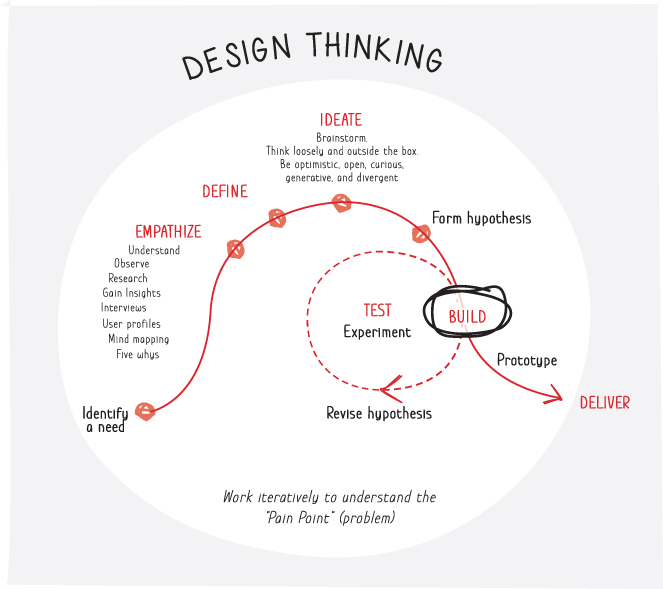 DESIGN THINKING
IDEATE
Brainstorm.
Think loosely and outside the box.
Be optimistic, open, curious,
generative, and divergent
DEFINE
EMPATHIZE
Understand
Observe
Research
Gain Insights
Interviews
User profiles
Mind mapping
Five whys
Form hypothesis
TEST
Experiment
BUILD
Prototype
DELIVER
Revise hypothesis
Identify
a need
Work iteratively to understand the
"Pain Point" (problem)